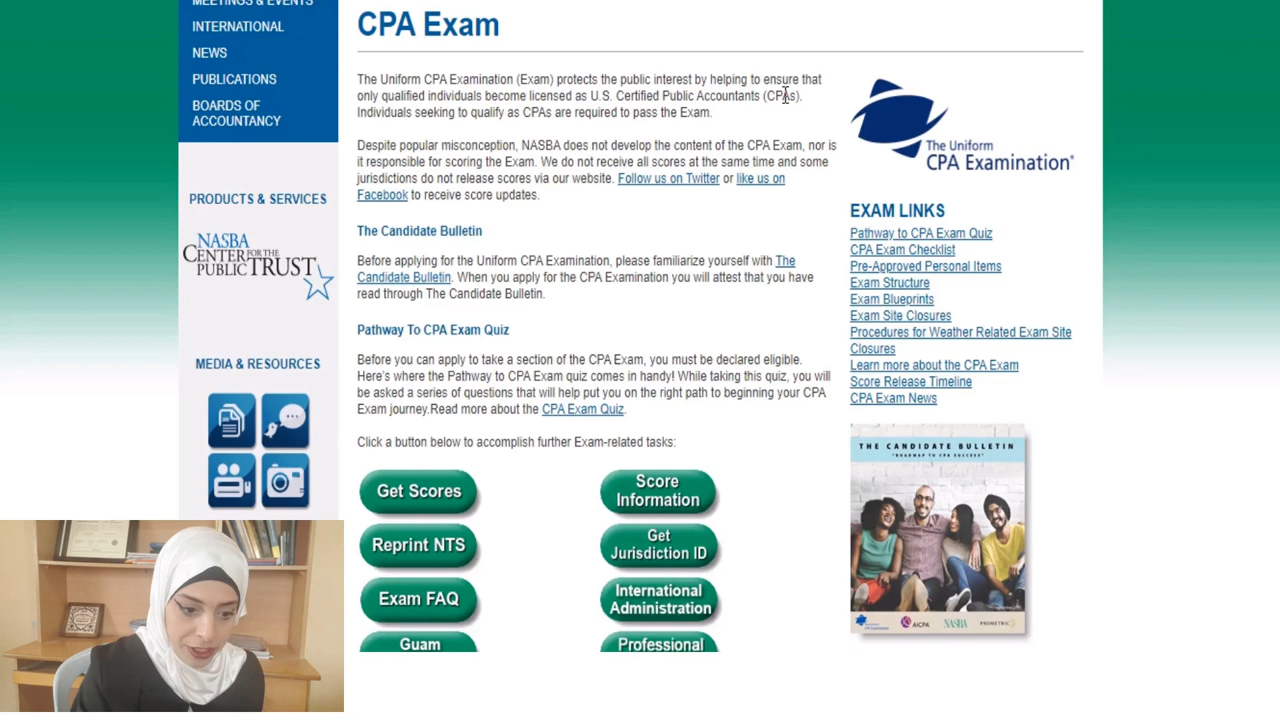 MEETINGS & EVENTS
INTERNATIONAL
NEWS
PUBLICATIONS
BOARDS OF
ACCOUNTANCY
PRODUCTS & SERVICES
NASBA
CENTER FOR THE
PUBLIC TRUST
MEDIA & RESOURCES
CPA Exam
The Uniform CPA Examination (Exam) protects the public interest by helping to ensure that
only qualified individuals become licensed as U.S. Certified Public Accountants (CPAs).
Individuals seeking to qualify as CPAs are required to pass the Exam.
Despite popular misconception, NASBA does not develop the content of the CPA Exam, nor is
it responsible for scoring the Exam. We do not receive all scores at the same time and some
jurisdictions do not release scores via our website. Follow us on Twitter or like us on
Facebook to receive score updates.
The Candidate Bulletin
Before applying for the Uniform CPA Examination, please familiarize yourself with The
Candidate Bulletin. When you apply for the CPA Examination you will attest that you have
read through The Candidate Bulletin.
Pathway To CPA Exam Quiz
Before you can apply to take a section of the CPA Exam, you must be declared eligible.
Here's where the Pathway to CPA Exam quiz comes in handy! While taking this quiz, you will
be asked a series of questions that will help put you on the right path to beginning your CPA
Exam journey.Read more about the CPA Exam Quiz.
Click a button below to accomplish further Exam-related tasks:
Get Scores
Score
Information
Reprint NTS
Get
Jurisdiction ID
Exam FAQ
International
Administration
Guam
Professional
The Uniform
CPA Examination®
EXAM LINKS
Pathway to CPA Exam Quiz
CPA Exam Checklist
Pre-Approved Personal Items
Exam Structure
Exam Blueprints
Exam Site Closures
Procedures for Weather Related Exam Site
Closures
Learn more about the CPA Exam
Score Release Timeline
CPA Exam News
THE CANDIDATE BULLETIN
"ROADMAP TO CPA SUCCESS"
AICPA
NASBA
PROMETRIC